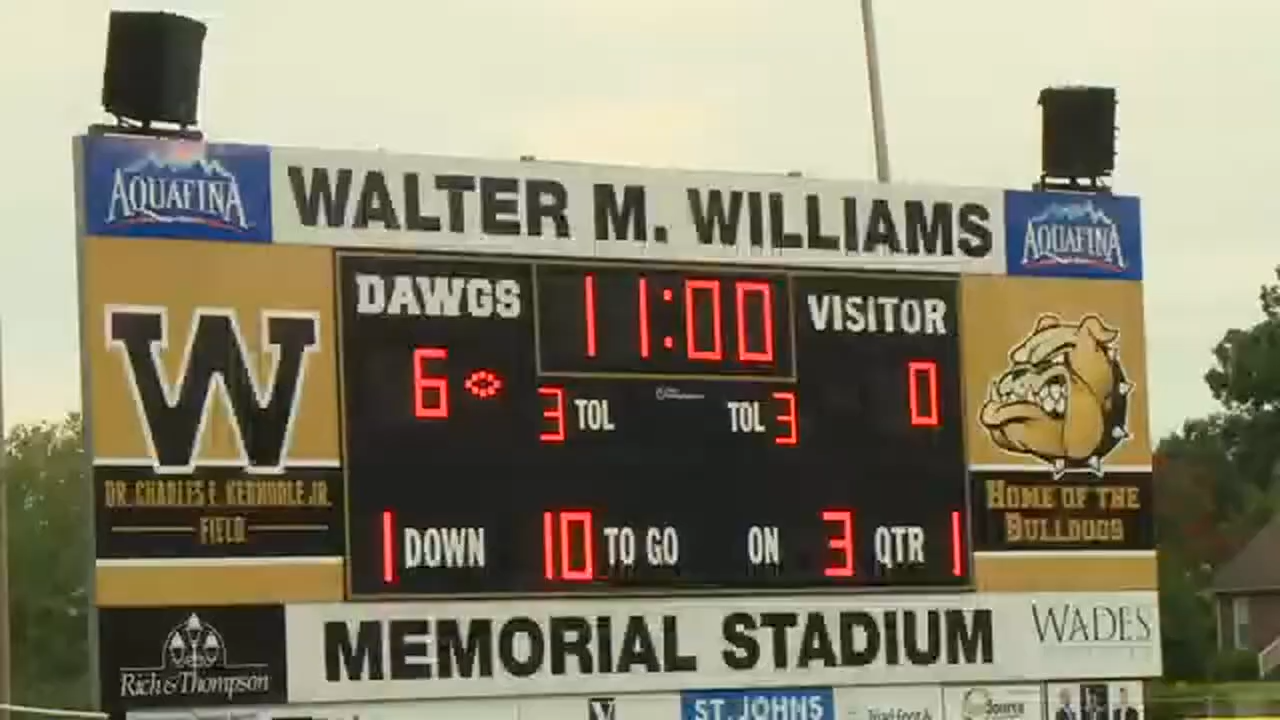 AQUAFINA
WALTER M. WILLIAMS
AQUAFINA
DAWGS 11:00 VISITOR
6 0
3 TOL TOL 3
W
DR. CHARLES E. KERNODLE JR.
FIELD
HOME OF THE
BULLDOGS
1 DOWN 10 TO GO ON 3 QTR 1
Rich & Thompson
MEMORIAL STADIUM
WADES
ST. JOHNS